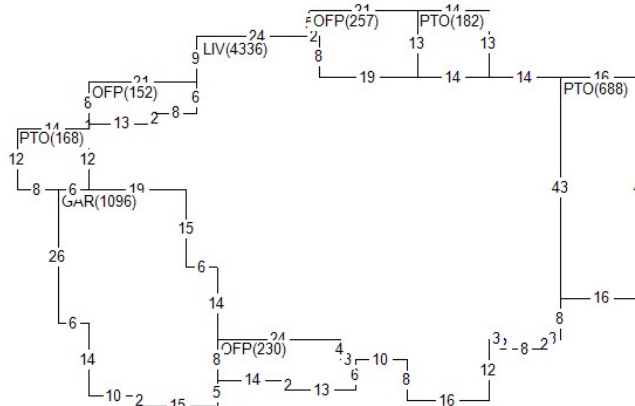 21 14
5 OFP(257) PTO(182)
24 2 13 13
LIV(4336)
9 8
19 14 14 16
21 PTO(688)
OFP(152) 6
8 8
13 2
14
PTO(168)
12 12
8 6 19 43
GAR(1096)
15
26
6
14 16
6 8
24 3 2 3
OFP(230) 4 8 2
14 8 3 10
12
5 14 2 13 6 8
10 2 15 16